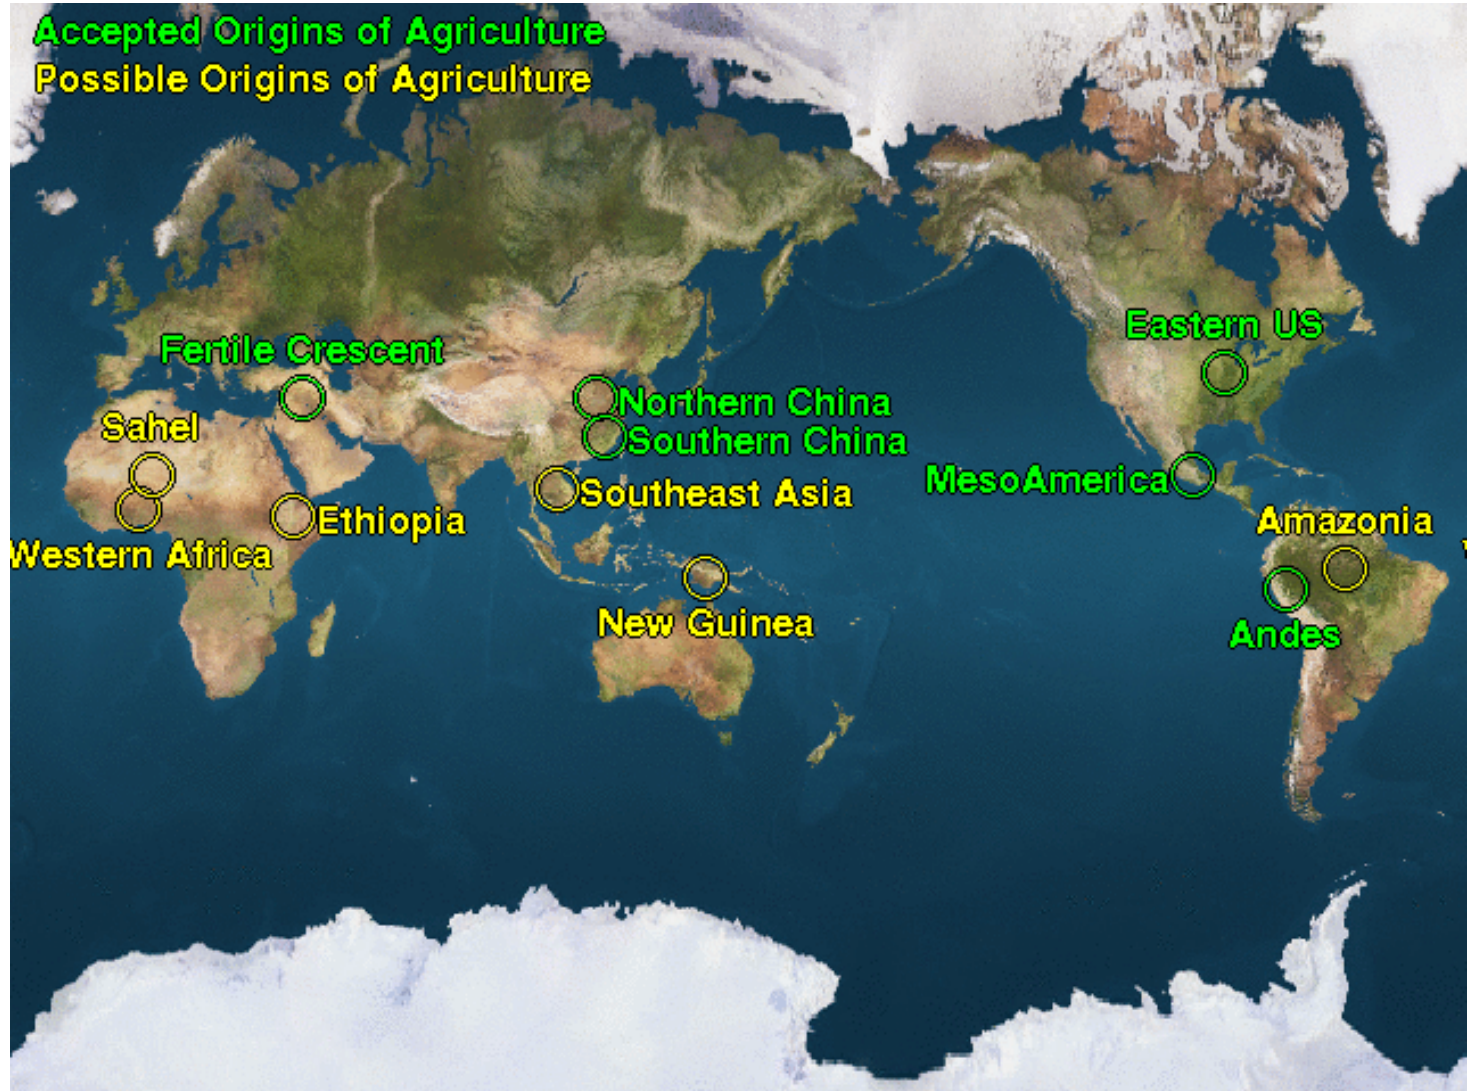 Accepted Origins of Agriculture
Possible Origins of Agriculture
Eastern US
Fertile Crescent
Northern China
Sahel
Southern China
MesoAmerica
Southeast Asia
Ethiopia
Amazonia
Western Africa
New Guinea
Andes